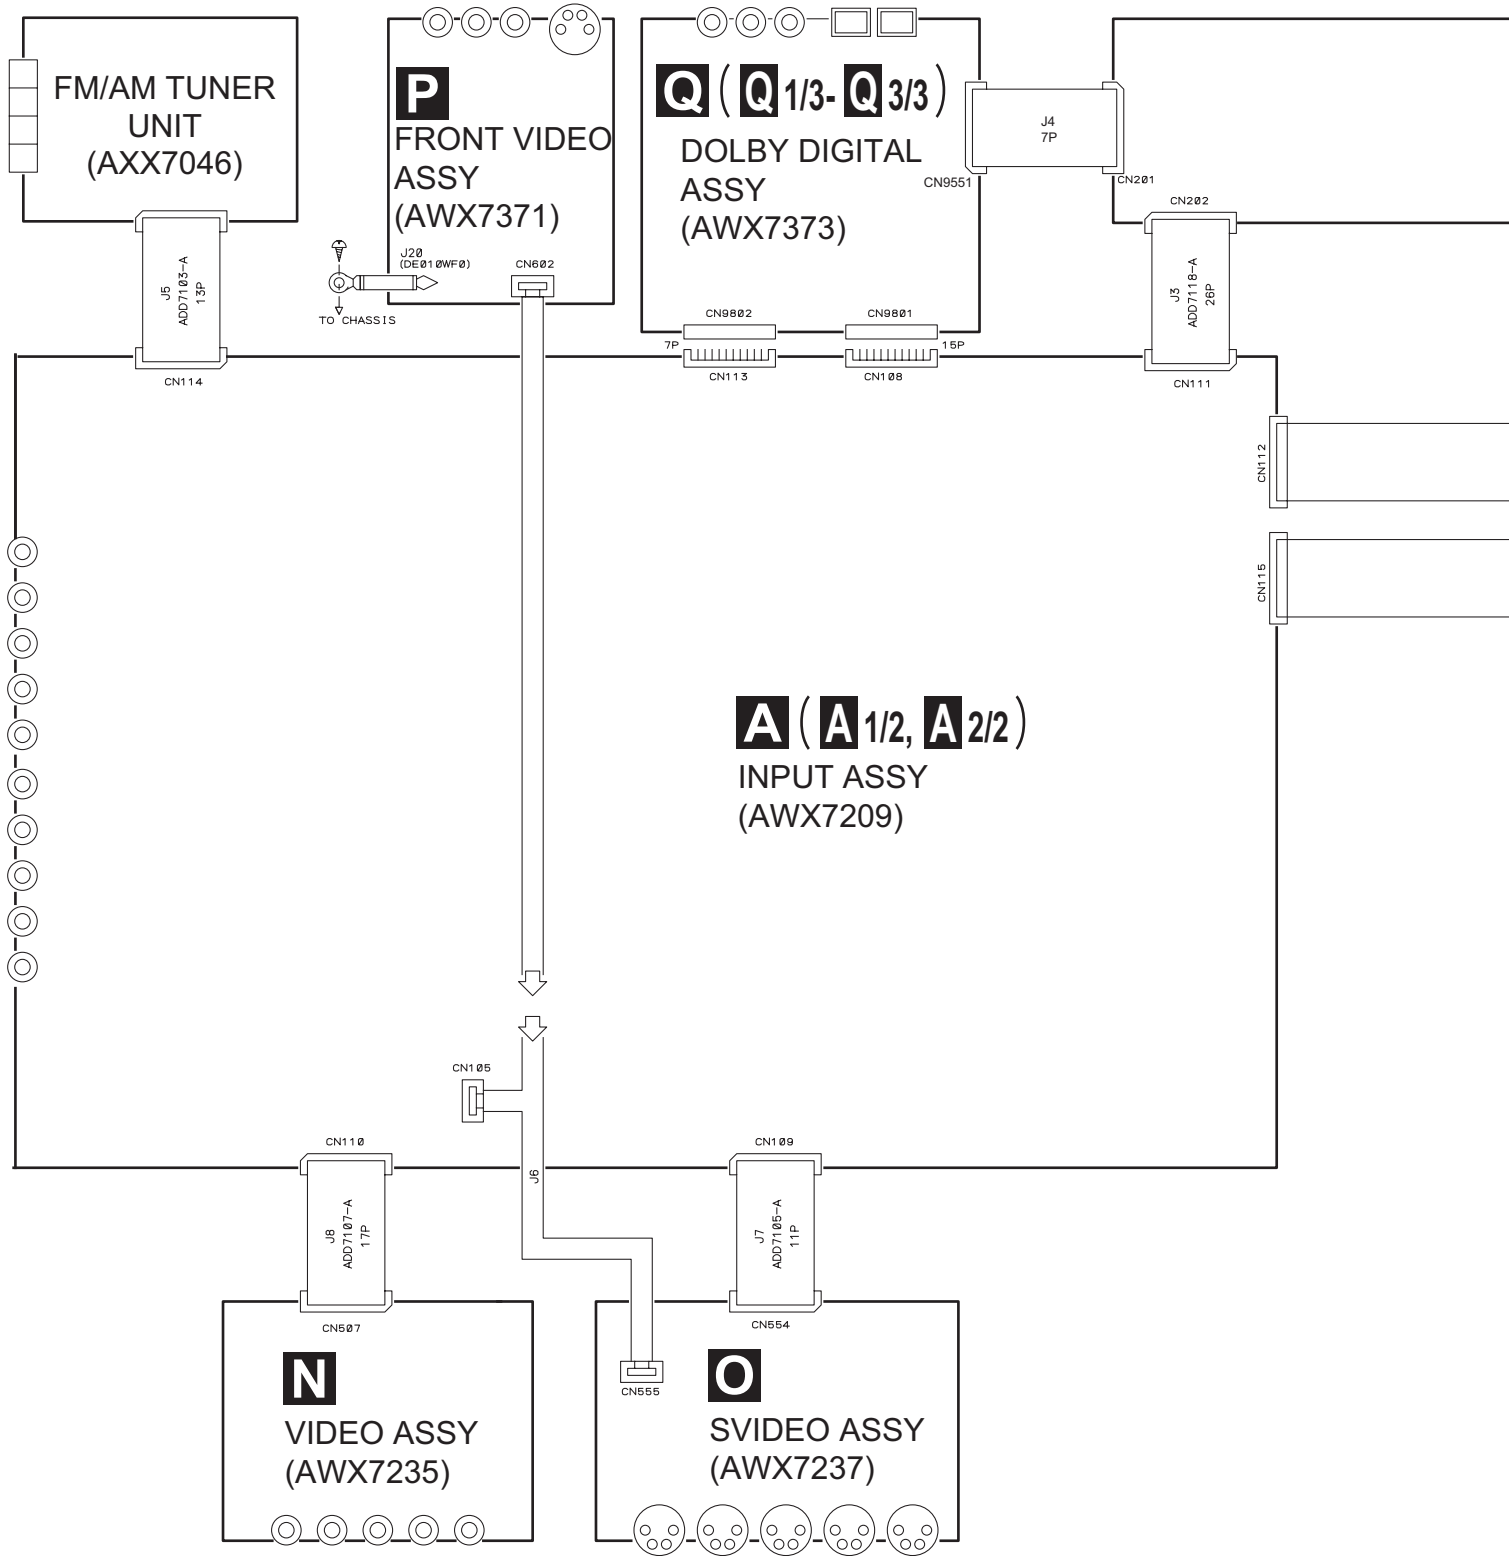 FM/AM TUNER
UNIT
(AXX7046)
P
FRONT VIDEO
ASSY
(AWX7371)
Q ( Q 1/3- Q 3/3 )
DOLBY DIGITAL
ASSY
(AWX7373)
J4
7P
CN9551
CN201
CN202
J5
ADD7103-A
13P
J20
(DE010WF0)
TO CHASSIS
CN602
CN9802
CN9801
J3
ADD7118-A
26P
7P
15P
CN114
CN113
CN108
CN111
CN112
CN115
A ( A 1/2, A 2/2 )
INPUT ASSY
(AWX7209)
CN105
CN110
CN109
J6
J8
ADD7107-A
17P
J7
ADD7105-A
11P
CN507
CN554
N
VIDEO ASSY
(AWX7235)
CN555
O
SVIDEO ASSY
(AWX7237)